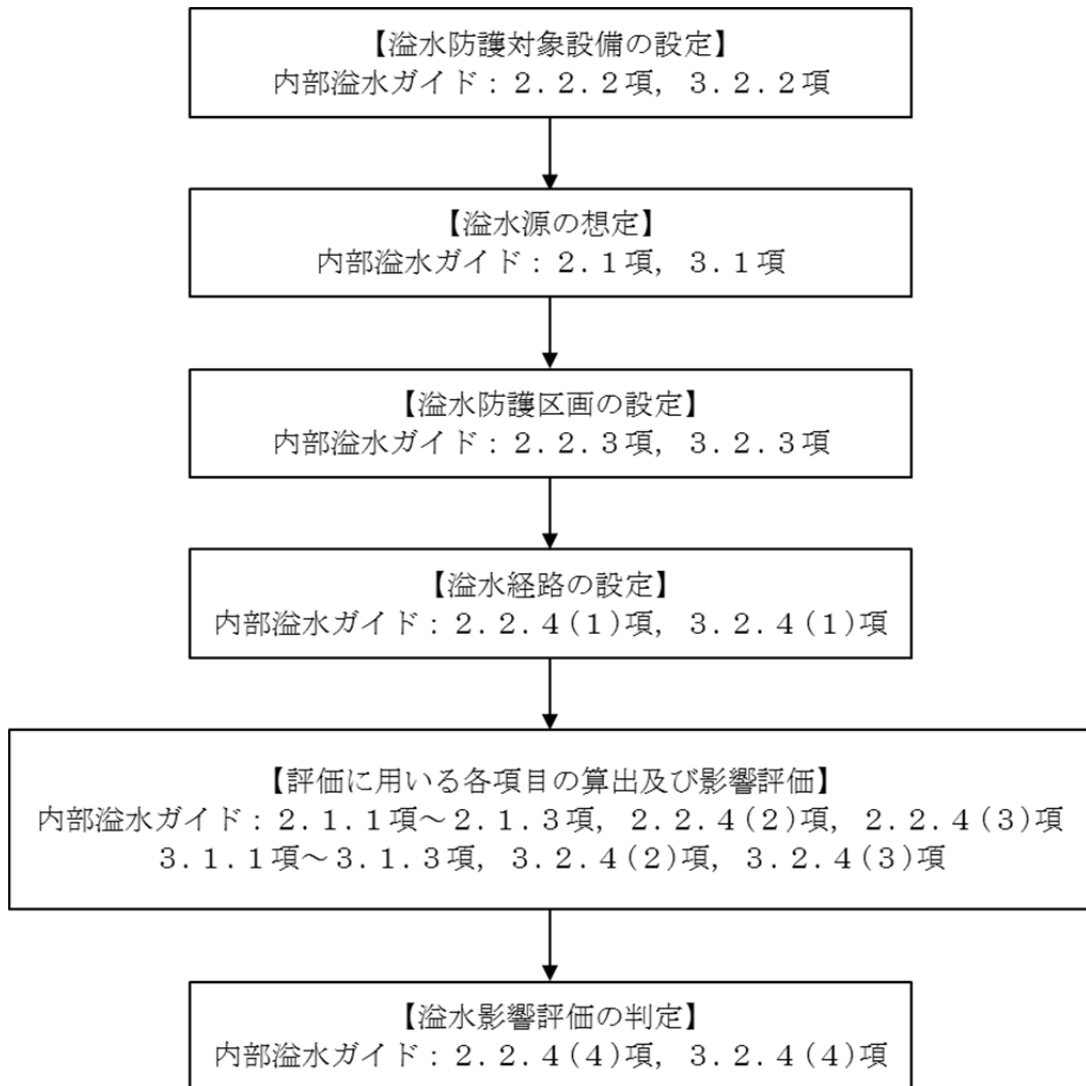 【溢水防護対象設備の設定】
内部溢水ガイド：２.２.２項，３.２.２項
【溢水源の想定】
内部溢水ガイド：２.１項，３.１項
【溢水防護区画の設定】
内部溢水ガイド：２.２.３項，３.２.３項
【溢水経路の設定】
内部溢水ガイド：２.２.４(１)項，３.２.４(１)項
【評価に用いる各項目の算出及び影響評価】
内部溢水ガイド：２.１.１項～２.１.３項，２.２.４(２)項，２.２.４(３)項
３.１.１項～３.１.３項，３.２.４(２)項，３.２.４(３)項
【溢水影響評価の判定】
内部溢水ガイド：２.２.４(４)項，３.２.４(４)項